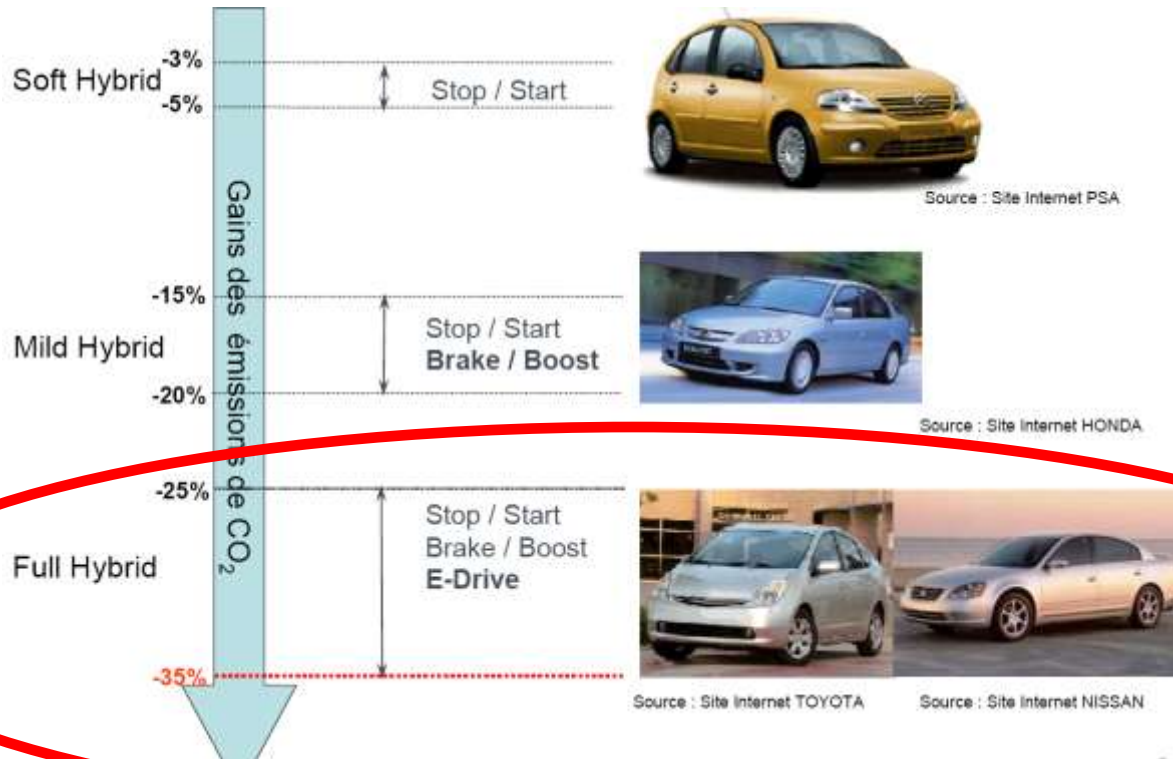 -3%
Soft Hybrid
-5%
Stop / Start
Source : Site Internet PSA
Gains des émissions de CO₂
-15%
Mild Hybrid
-20%
Stop / Start
Brake / Boost
Source : Site Internet HONDA
-25%
Full Hybrid
-35%
Stop / Start
Brake / Boost
E-Drive
Source : Site Internet TOYOTA
Source : Site Internet NISSAN